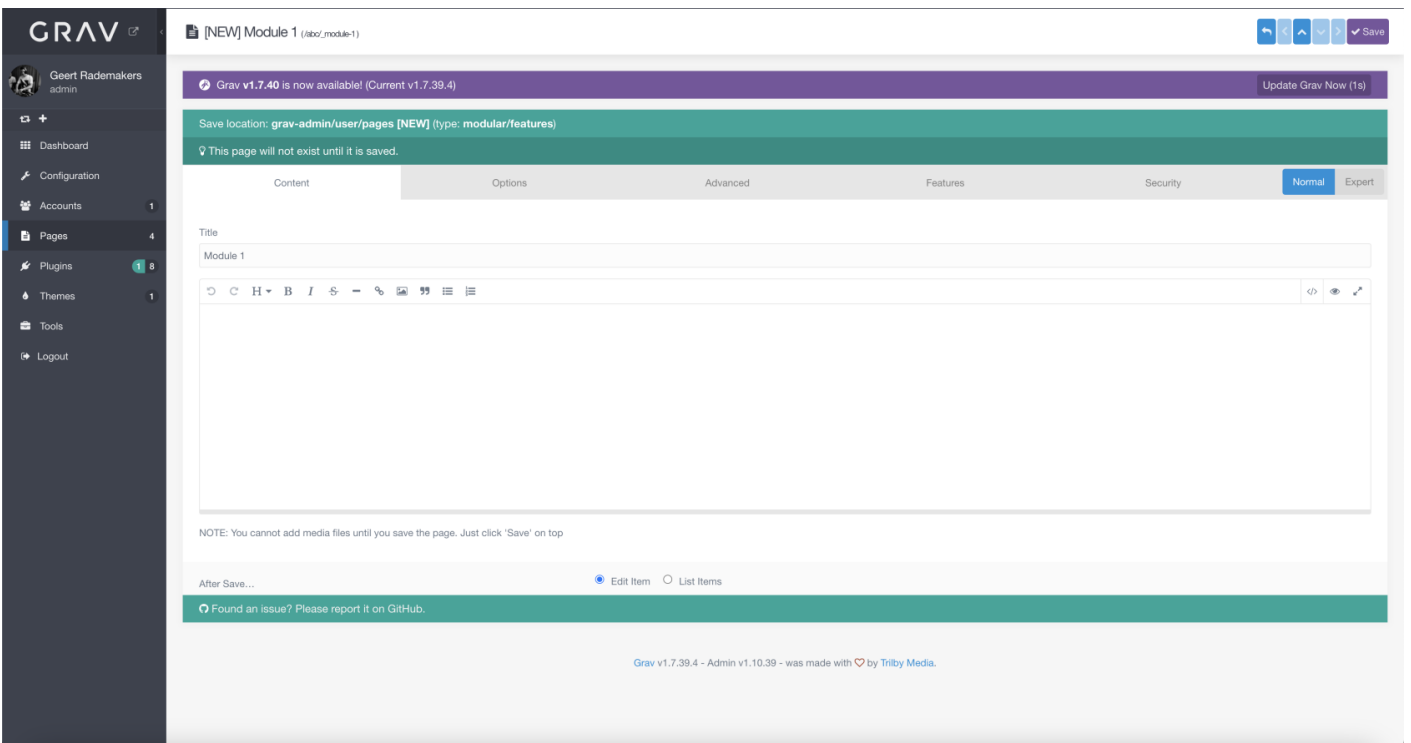 GRAV
[NEW] Module 1 (/abc/_module-1)
Save
Geert Rademakers
admin
Grav v1.7.40 is now available! (Current v1.7.39.4)
Update Grav Now (1s)
Save location: grav-admin/user/pages [NEW] (type: modular/features)
This page will not exist until it is saved.
Dashboard
Configuration
Accounts 1
Pages 4
Plugins 1 8
Themes 1
Tools
Logout
Content Options Advanced Features Security Normal Expert
Title
Module 1
H B I S
NOTE: You cannot add media files until you save the page. Just click 'Save' on top
After Save... Edit Item List Items
Found an issue? Please report it on GitHub.
Grav v1.7.39.4 - Admin v1.10.39 - was made with by Trilby Media.